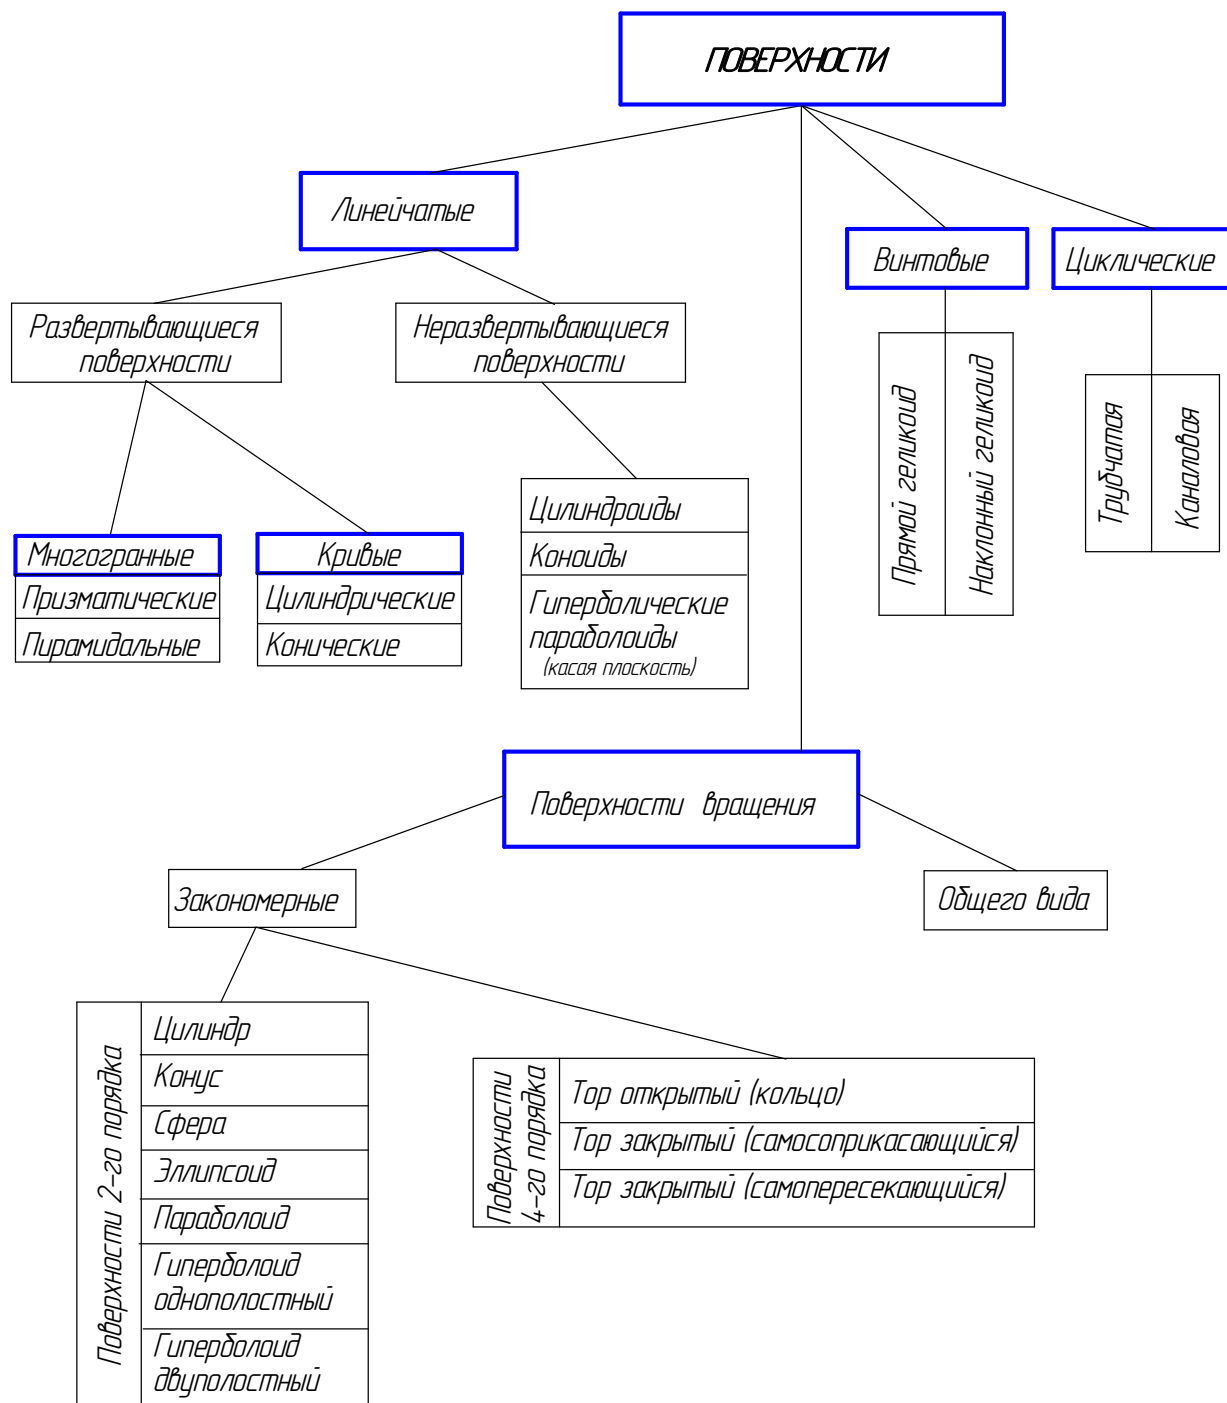 ПОВЕРХНОСТИ
Линейчатые
Винтовые
Циклические
Развертывающиеся
поверхности
Неразвертывающиеся
поверхности
Прямой геликоид
Наклонный геликоид
Трубчатая
Каналовая
Многогранные
Призматические
Пирамидальные
Кривые
Цилиндрические
Конические
Цилиндроиды
Коноиды
Гиперболические
параболоиды
(касая плоскость)
Поверхности вращения
Закономерные
Общего вида
Поверхности 2-го порядка
Цилиндр
Конус
Сфера
Эллипсоид
Параболоид
Гиперболоид
однополостный
Гиперболоид
двуполостный
Поверхности
4-го порядка
Тор открытый (кольцо)
Тор закрытый (самосоприкасающийся)
Тор закрытый (самопересекающийся)